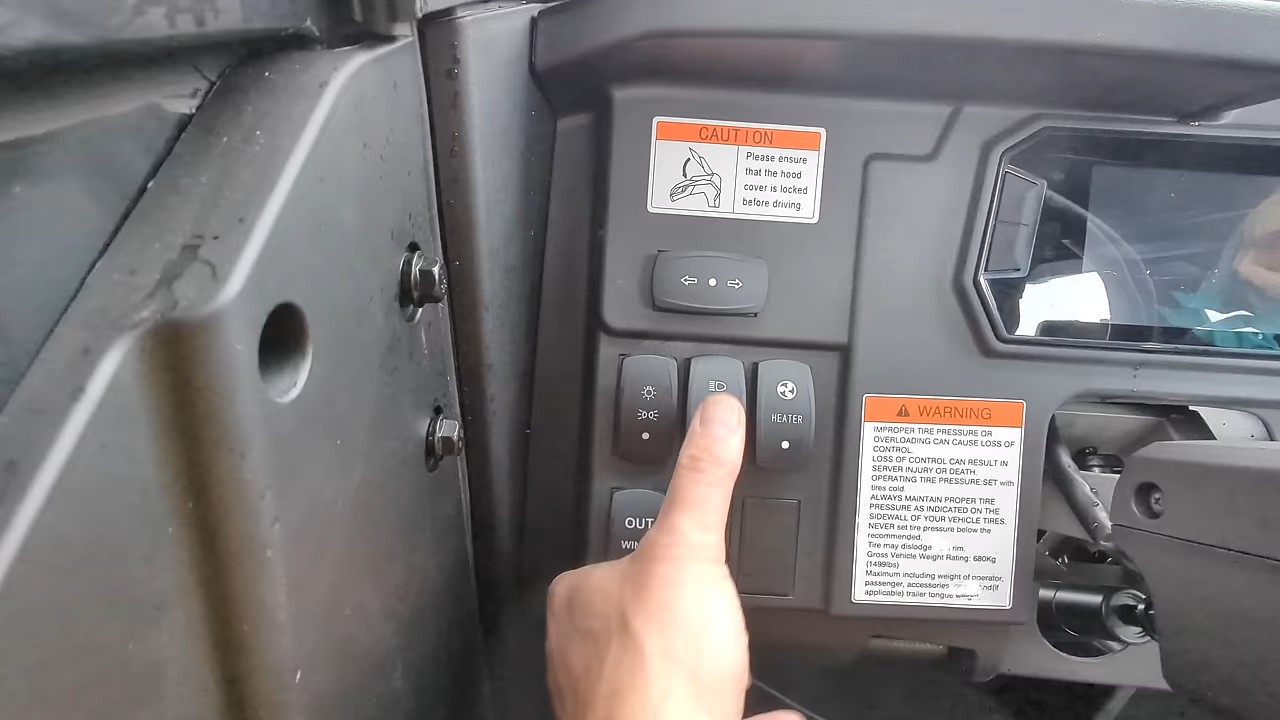 CAUTION
Please ensure
that the hood
cover is locked
before driving.
HEATER
OUT
WARNING
IMPROPER TIRE PRESSURE OR
OVERLOADING CAN CAUSE LOSS OF
CONTROL.
LOSS OF CONTROL CAN RESULT IN
SERVER INJURY OR DEATH.
OPERATING TIRE PRESSURE:SET with
tires cold.
ALWAYS MAINTAIN PROPER TIRE
PRESSURE AS INDICATED ON THE
SIDEWALL OF YOUR VEHICLE TIRES.
NEVER set tire pressure below the
recommended.
Tire may dislodge rim.
Gross Vehicle Weight Rating: 680Kg
(1499lbs)
Maximum including weight of operator,
passenger, accessories and(if
applicable) trailer tongue